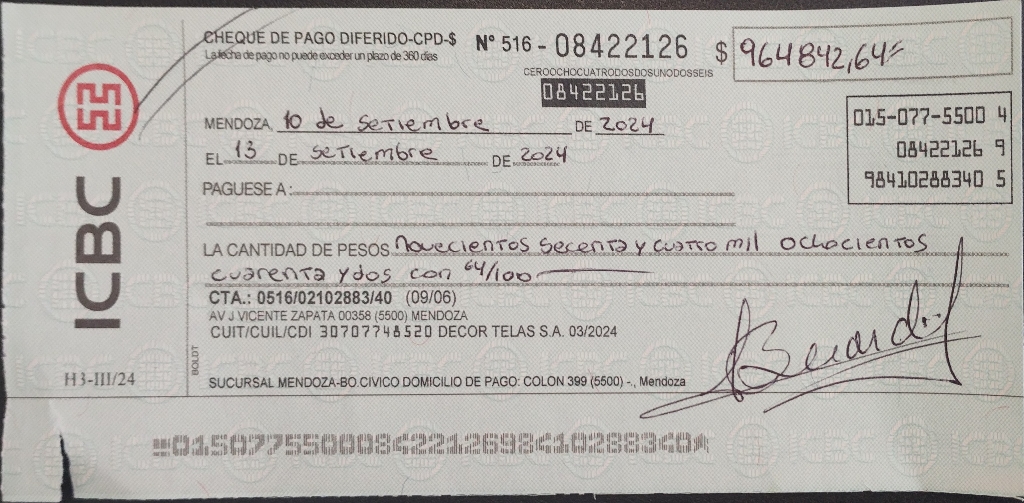 CHEQUE DE PAGO DIFERIDO-CPD-$ N° 516 - 08422126 $ 964842,64=
La fecha de pago no puede exceder un plazo de 360 días
CEROOCHOCUATRODOSDOSUNODOSSEIS
08422126
015-077-5500 4
08422126 9
98410288340 5
MENDOZA, 10 de setiembre DE 2024
EL 13 DE setiembre DE 2024
PAGUESE A :
LA CANTIDAD DE PESOS Novecientos Secenta y cuatro mil ochocientos
cuarenta y dos con 64/100
CTA.: 0516/02102883/40 (09/06)
AV J.VICENTE ZAPATA 00358 (5500) MENDOZA
CUIT/CUIL/CDI 30707748520 DECOR TELAS S.A. 03/2024
SUCURSAL MENDOZA-BO.CIVICO DOMICILIO DE PAGO: COLON 399 (5500) -., Mendoza
ICBC
H3-III/24
BOLDT
01507755000842212698410288340